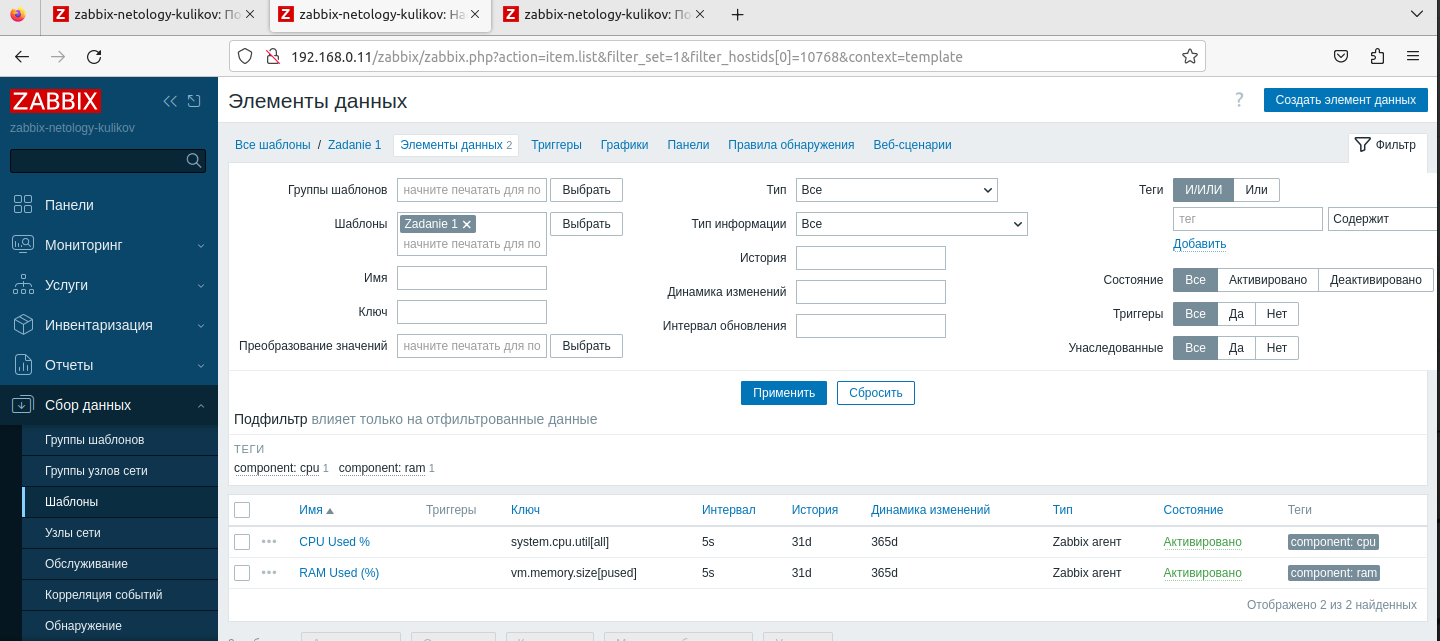 zabbix-netology-kulikov: По
zabbix-netology-kulikov: На
zabbix-netology-kulikov: По
192.168.0.11/zabbix/zabbix.php?action=item.list&filter_set=1&filter_hostids[0]=10768&context=template
ZABBIX
zabbix-netology-kulikov
Панели
Мониторинг
Услуги
Инвентаризация
Отчеты
Сбор данных
Группы шаблонов
Группы узлов сети
Шаблоны
Узлы сети
Обслуживание
Корреляция событий
Обнаружение
Элементы данных
? Создать элемент данных
Все шаблоны / Zadanie 1 Элементы данных 2 Триггеры Графики Панели Правила обнаружения Веб-сценарии
Фильтр
Группы шаблонов начните печатать для по Выбрать
Шаблоны Zadanie 1 Выбрать
начните печатать для по
Имя
Ключ
Преобразование значений начните печатать для по Выбрать
Тип Все
Тип информации Все
История
Динамика изменений
Интервал обновления
Теги И/ИЛИ Или
тег Содержит
Добавить
Состояние Все Активировано Деактивировано
Триггеры Все Да Нет
Унаследованные Все Да Нет
Применить Сбросить
Подфильтр влияет только на отфильтрованные данные
ТЕГИ
component: cpu 1 component: ram 1
Имя Триггеры Ключ Интервал История Динамика изменений Тип Состояние Теги
CPU Used % system.cpu.util[all] 5s 31d 365d Zabbix агент Активировано component: cpu
RAM Used (%) vm.memory.size[pused] 5s 31d 365d Zabbix агент Активировано component: ram
Отображено 2 из 2 найденных